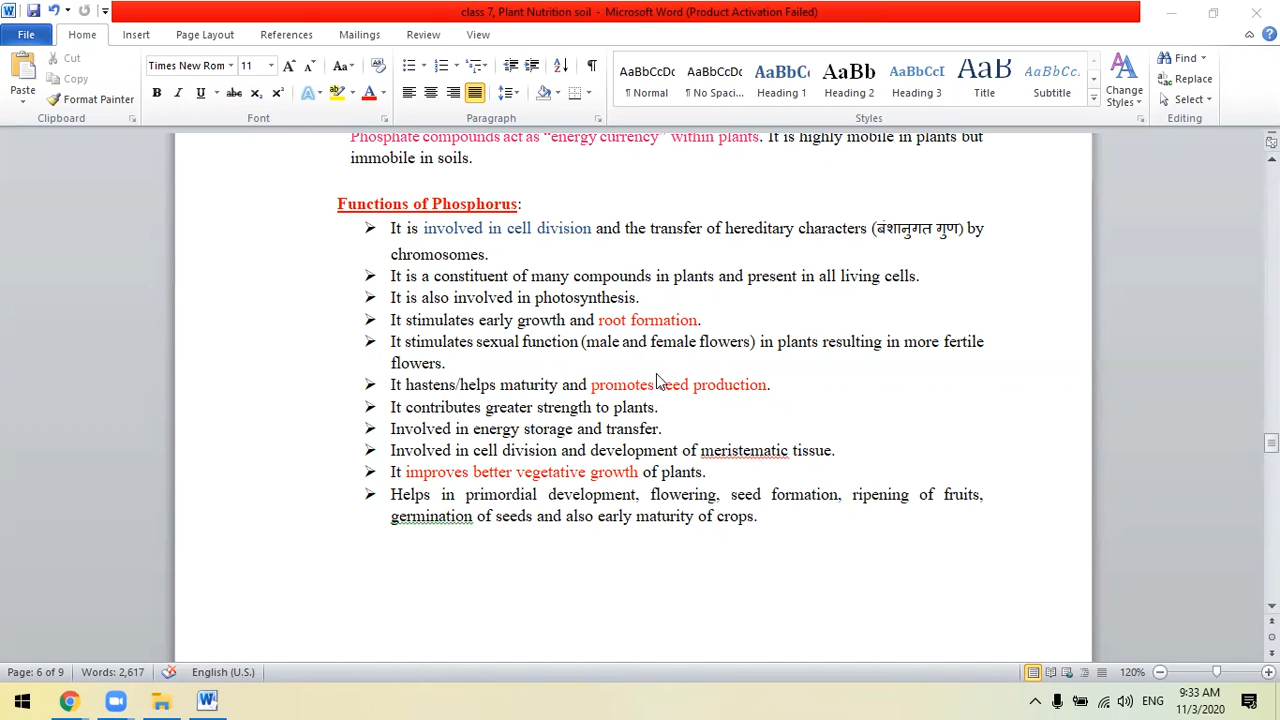 class 7, Plant Nutrition soil - Microsoft Word (Product Activation Failed)
File Home Insert Page Layout References Mailings Review View
Cut
Copy
Format Painter
Paste
Times New Rom 11
Aa
B I U abc x₂ x² A A
AaBbCcDc AaBbCcDc AaBbC AaBb AaBbCcI AaB AaBbCc.
¶ Normal ¶ No Spaci... Heading 1 Heading 2 Heading 3 Title Subtitle
Change Styles
Find
Replace
Select
Clipboard Font Paragraph Styles Editing
Phosphate compounds act as “energy currency” within plants. It is highly mobile in plants but
immobile in soils.
Functions of Phosphorus:
➢ It is involved in cell division and the transfer of hereditary characters (बंशानुगत गुण) by
chromosomes.
➢ It is a constituent of many compounds in plants and present in all living cells.
➢ It is also involved in photosynthesis.
➢ It stimulates early growth and root formation.
➢ It stimulates sexual function (male and female flowers) in plants resulting in more fertile
flowers.
➢ It hastens/helps maturity and promotes seed production.
➢ It contributes greater strength to plants.
➢ Involved in energy storage and transfer.
➢ Involved in cell division and development of meristematic tissue.
➢ It improves better vegetative growth of plants.
➢ Helps in primordial development, flowering, seed formation, ripening of fruits,
germination of seeds and also early maturity of crops.
Page: 6 of 9 Words: 2,617 English (U.S.) 120%
ENG 9:33 AM
11/3/2020